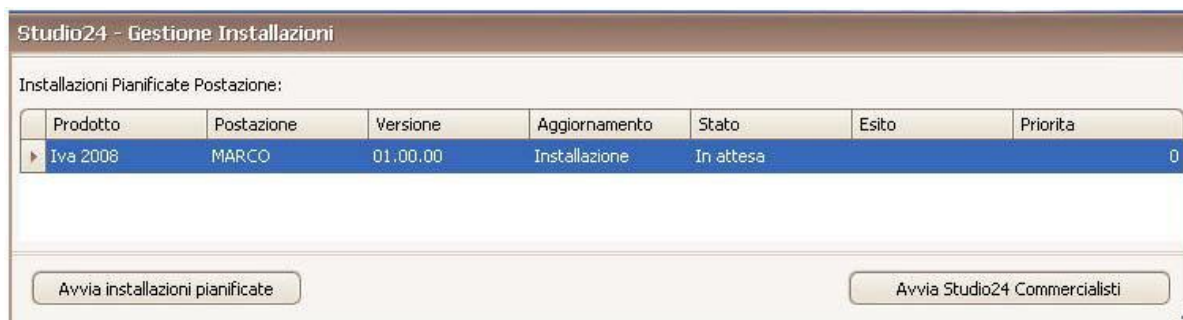 Studio24 - Gestione Installazioni
Installazioni Pianificate Postazione:
Prodotto Postazione Versione Aggiornamento Stato Esito Priorita
Iva 2008 MARCO 01.00.00 Installazione In attesa 0
Avvia installazioni pianificate Avvia Studio24 Commercialisti